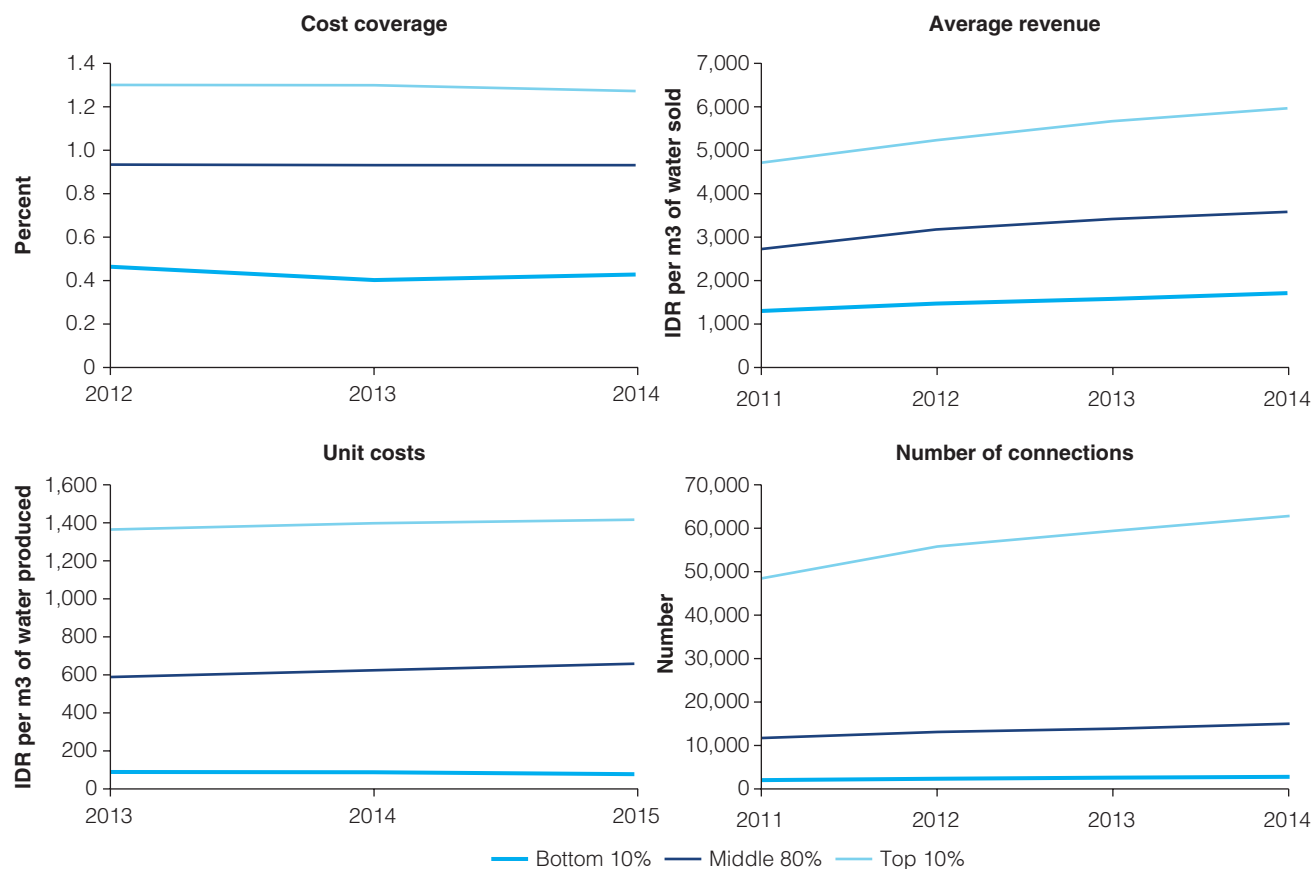 Cost coverage
Percent
1.4
1.2
1.0
0.8
0.6
0.4
0.2
0
2012 2013 2014
Average revenue
IDR per m3 of water sold
7,000
6,000
5,000
4,000
3,000
2,000
1,000
0
2011 2012 2013 2014
Unit costs
IDR per m3 of water produced
1,600
1,400
1,200
1,000
800
600
400
200
0
2013 2014 2015
Number of connections
Number
70,000
60,000
50,000
40,000
30,000
20,000
10,000
0
2011 2012 2013 2014
Bottom 10% Middle 80% Top 10%